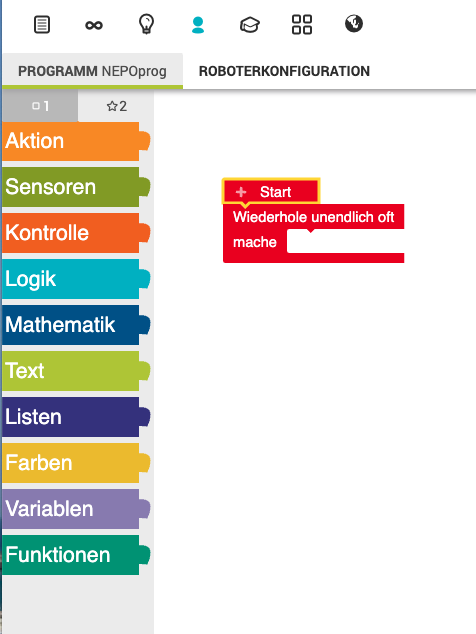 PROGRAMM NEPOprog
ROBOTERKONFIGURATION
1
2
Aktion
Sensoren
Kontrolle
Logik
Mathematik
Text
Listen
Farben
Variablen
Funktionen
+ Start
Wiederhole unendlich oft
mache